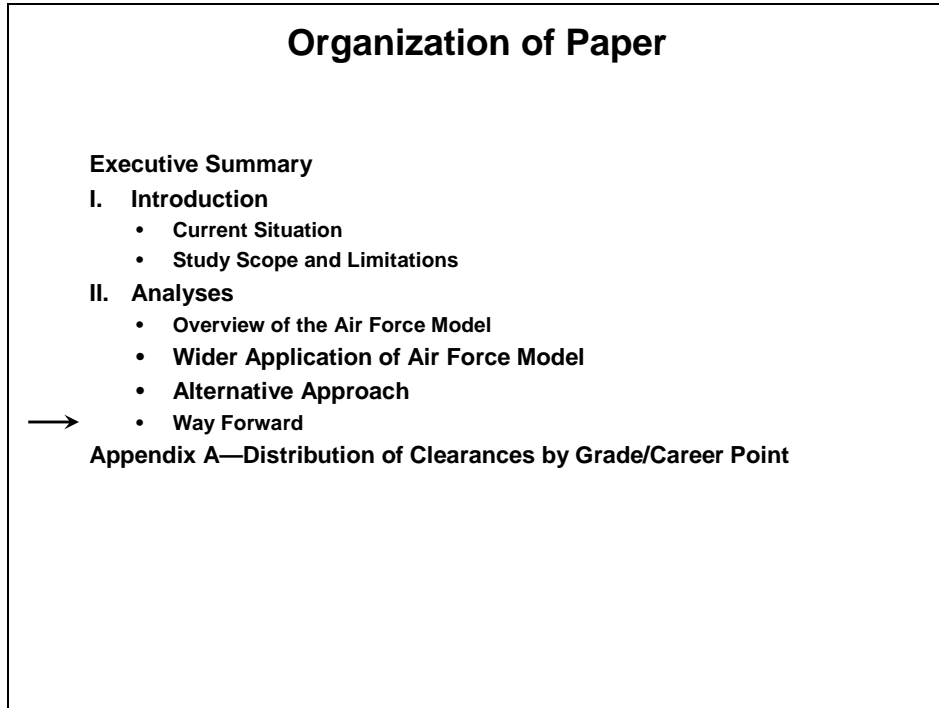 Organization of Paper
Executive Summary
I. Introduction
• Current Situation
• Study Scope and Limitations
II. Analyses
• Overview of the Air Force Model
• Wider Application of Air Force Model
• Alternative Approach
• Way Forward
Appendix A—Distribution of Clearances by Grade/Career Point